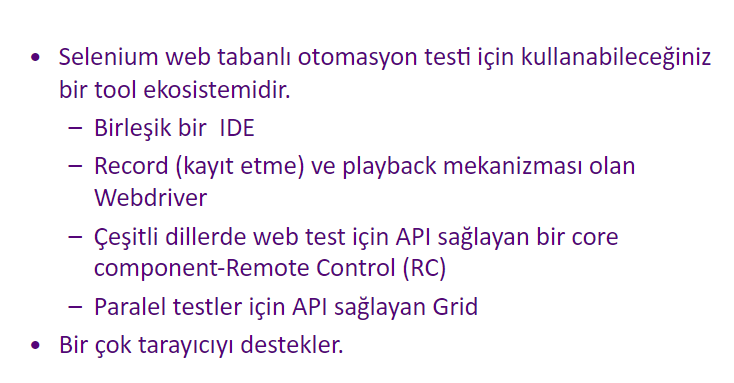 • Selenium web tabanlı otomasyon testi için kullanabileceğiniz
bir tool ekosistemidir.
– Birleşik bir  IDE
– Record (kayıt etme) ve playback mekanizması olan
Webdriver
– Çeşitli dillerde web test için API sağlayan bir core
component-Remote Control (RC)
– Paralel testler için API sağlayan Grid
• Bir çok tarayıcıyı destekler.